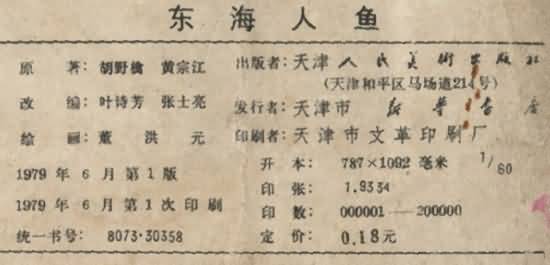 东海人鱼
原著：胡野檎 黄宗江
改编：叶诗芳 张士亮
绘画：董洪元
1979年6月第1版
1979年6月第1次印刷
统一书号：8073·30358
出版者：天津人民美術出版社
（天津和平区马场道214号）
发行者：天津市新華书店
印刷者：天津市文革印刷厂
开本：787×1092毫米 1/60
印张：1.9334
印数：000001—200000
定价：0.18元